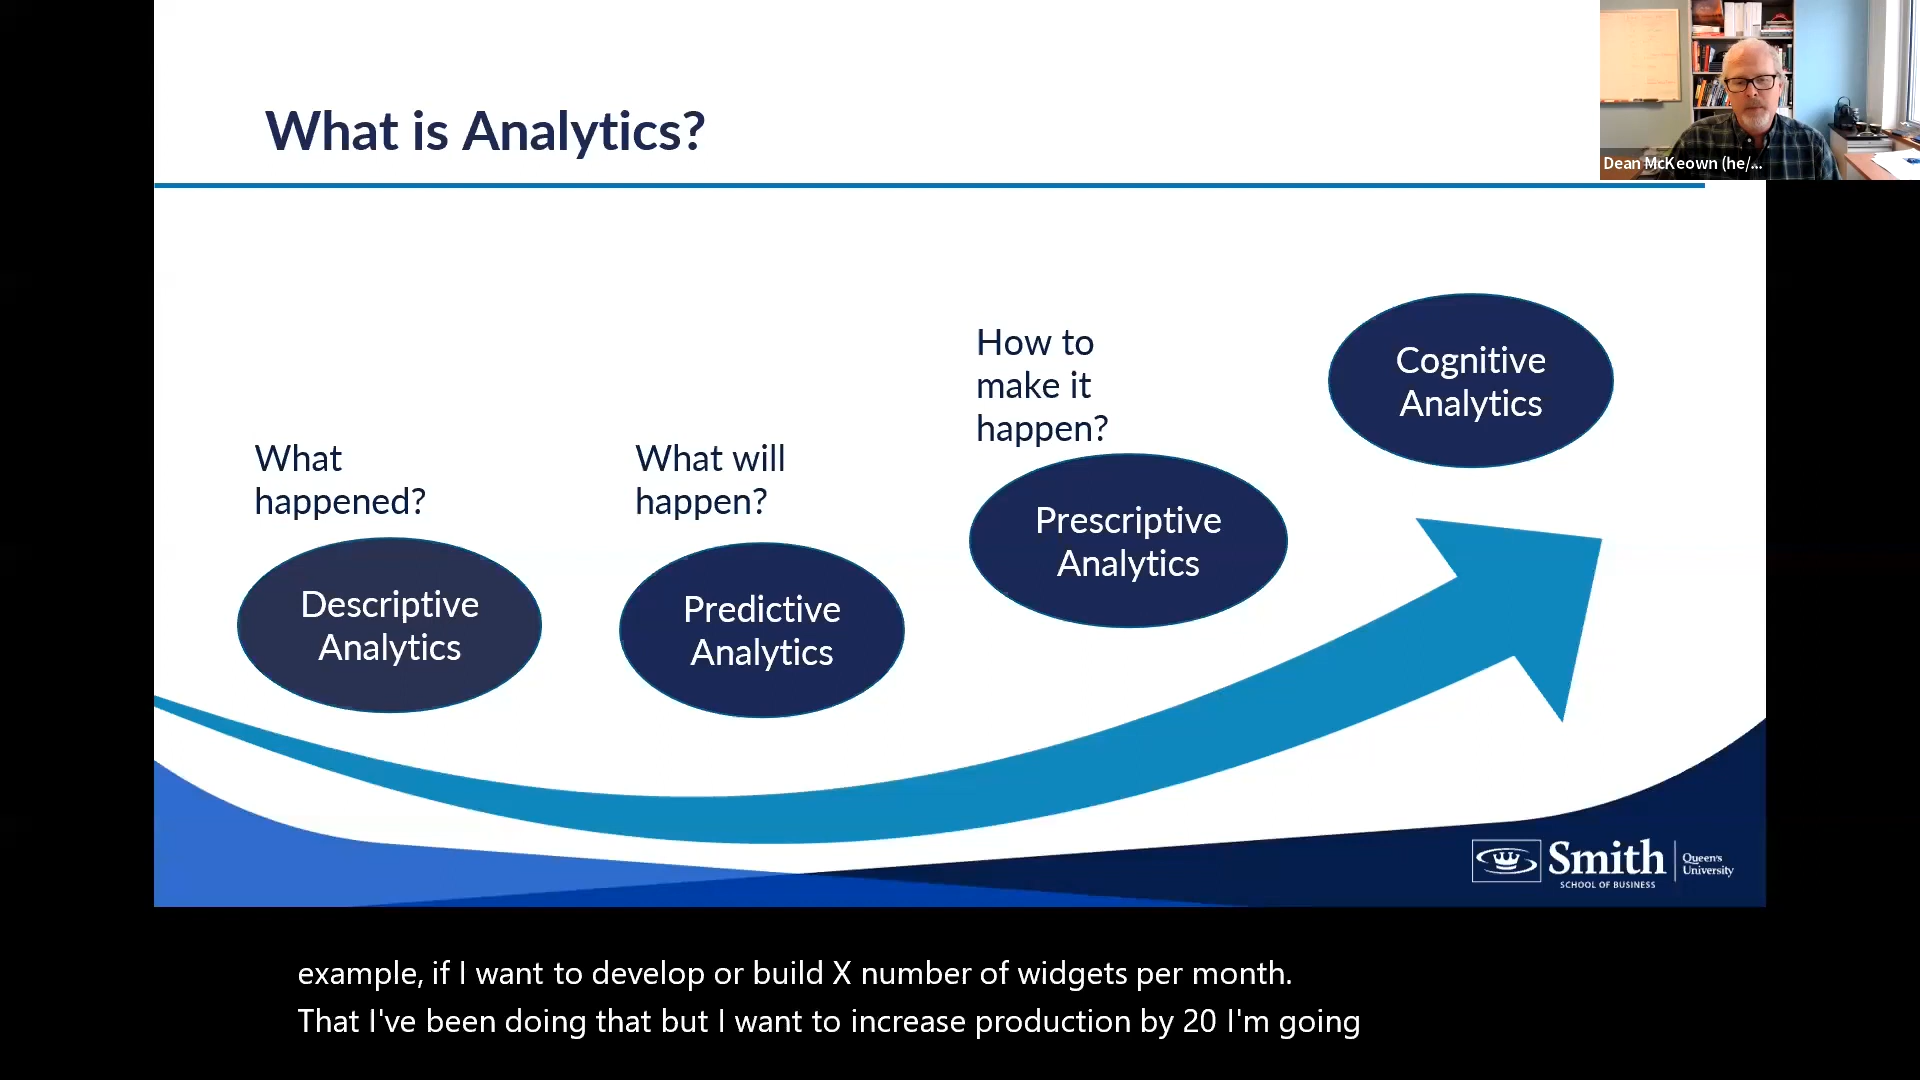 What is Analytics?
Dean McKeown (he/...
How to
make it
happen?
Cognitive
Analytics
What
happened?
What will
happen?
Prescriptive
Analytics
Descriptive
Analytics
Predictive
Analytics
Smith
SCHOOL OF BUSINESS
Queen's
University
example, if I want to develop or build X number of widgets per month.
That I've been doing that but I want to increase production by 20 I'm going